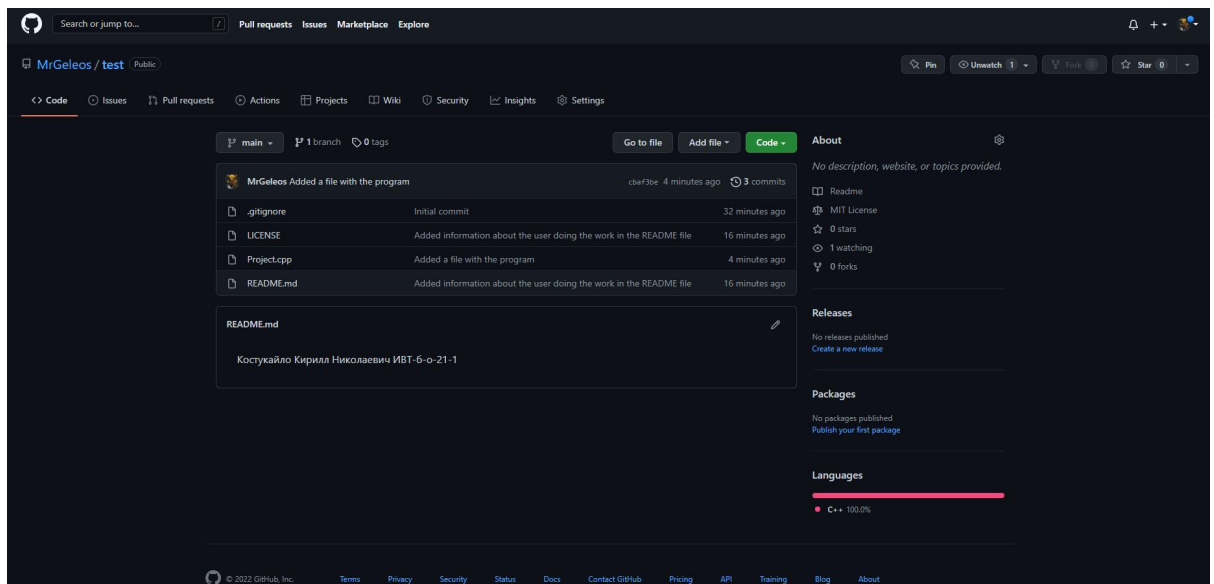 Search or jump to... / Pull requests Issues Marketplace Explore
MrGeleos / test Public Pin Unwatch 1 Fork 0 Star 0
Code Issues Pull requests Actions Projects Wiki Security Insights Settings
main 1 branch 0 tags Go to file Add file Code
MrGeleos Added a file with the program cbaf3be 4 minutes ago 3 commits
.gitignore Initial commit 32 minutes ago
LICENSE Added information about the user doing the work in the README file 16 minutes ago
Project.cpp Added a file with the program 4 minutes ago
README.md Added information about the user doing the work in the README file 16 minutes ago
README.md
Костукайло Кирилл Николаевич ИВТ-б-о-21-1
About
No description, website, or topics provided.
Readme
MIT License
0 stars
1 watching
0 forks
Releases
No releases published
Create a new release
Packages
No packages published
Publish your first package
Languages
C++ 100.0%
© 2022 GitHub, Inc. Terms Privacy Security Status Docs Contact GitHub Pricing API Training Blog About